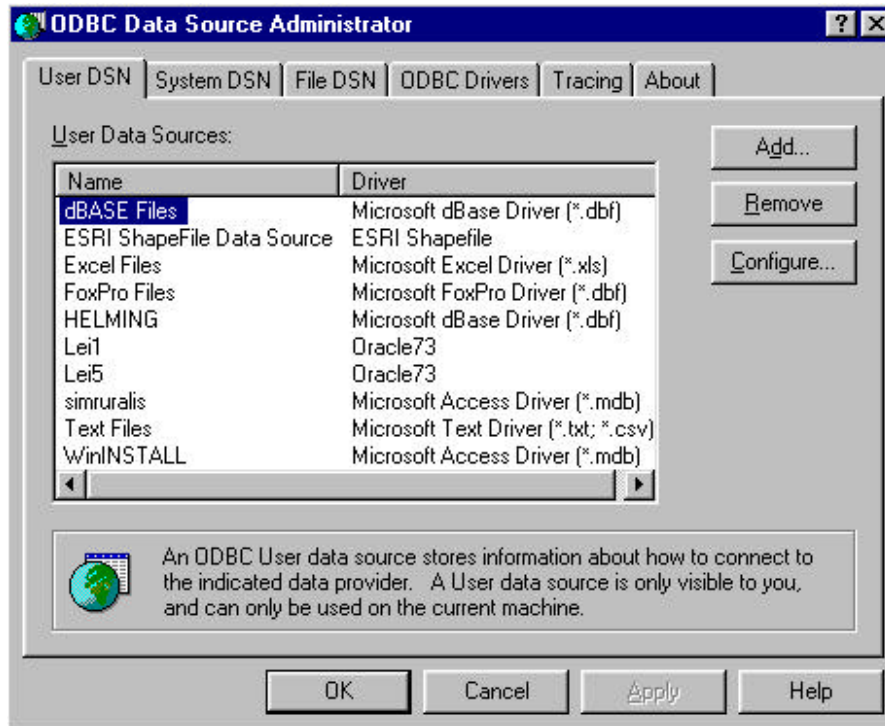 ODBC Data Source Administrator ? X
User DSN System DSN File DSN ODBC Drivers Tracing About
User Data Sources:
Name Driver
dBASE Files Microsoft dBase Driver (*.dbf)
ESRI ShapeFile Data Source ESRI Shapefile
Excel Files Microsoft Excel Driver (*.xls)
FoxPro Files Microsoft FoxPro Driver (*.dbf)
HELMING Microsoft dBase Driver (*.dbf)
Lei1 Oracle73
Lei5 Oracle73
simruralis Microsoft Access Driver (*.mdb)
Text Files Microsoft Text Driver (*.txt; *.csv)
WinINSTALL Microsoft Access Driver (*.mdb)
Add...
Remove
Configure...
An ODBC User data source stores information about how to connect to
the indicated data provider. A User data source is only visible to you,
and can only be used on the current machine.
OK Cancel Apply Help